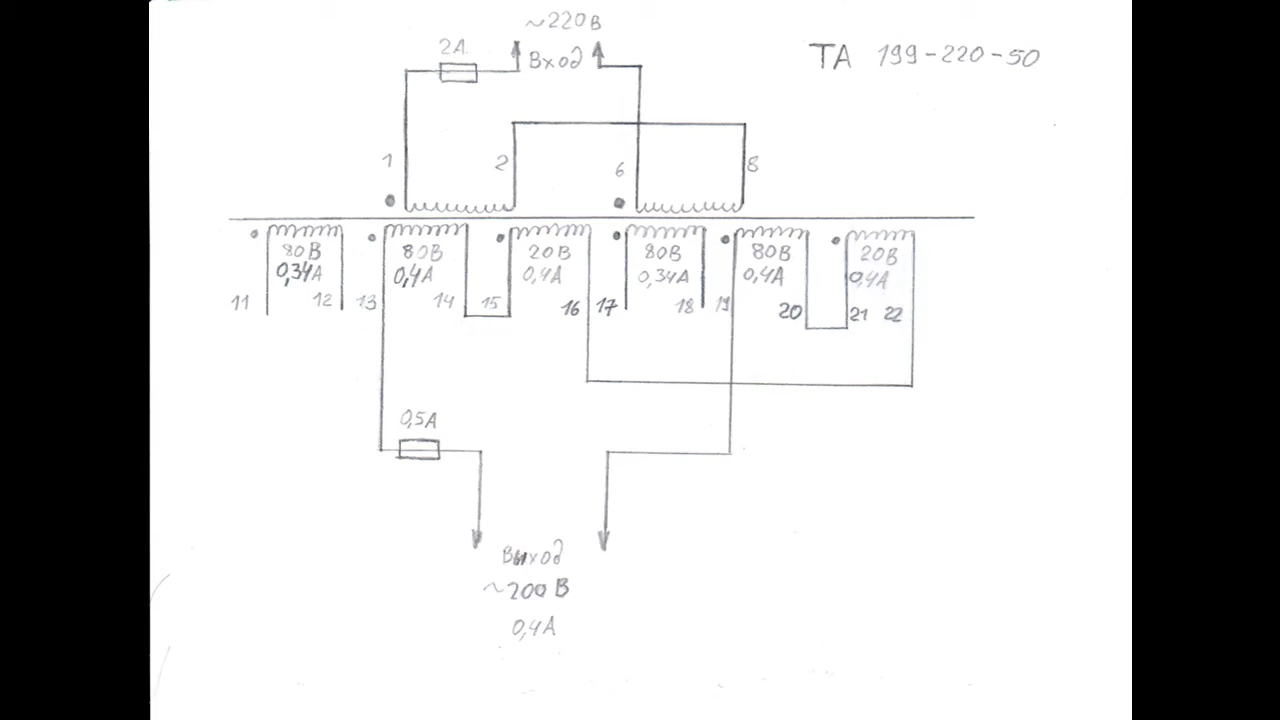 ~220В
2А
Вход
ТА 199-220-50
1
2
6
8
80В
0,34А
80В
0,4А
20В
0,4А
80В
0,34А
80В
0,4А
20В
0,4А
11
12
13
14
15
16
17
18
19
20
21
22
0,5А
Выход
~200В
0,4А